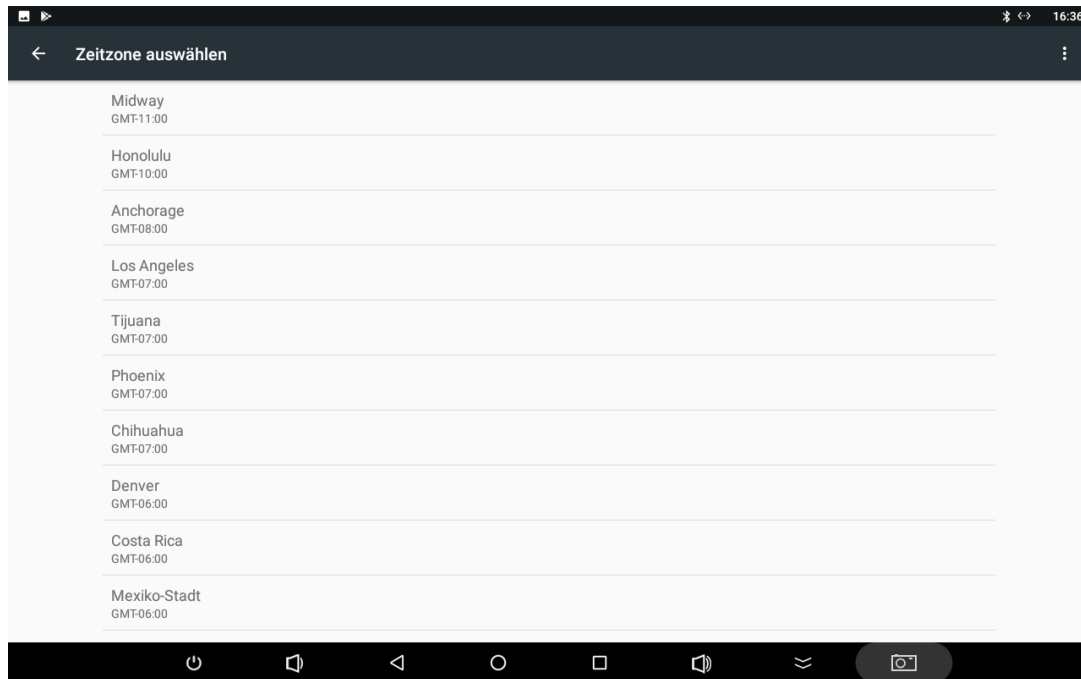 16:36
Zeitzone auswählen
Midway
GMT-11:00
Honolulu
GMT-10:00
Anchorage
GMT-08:00
Los Angeles
GMT-07:00
Tijuana
GMT-07:00
Phoenix
GMT-07:00
Chihuahua
GMT-07:00
Denver
GMT-06:00
Costa Rica
GMT-06:00
Mexiko-Stadt
GMT-06:00